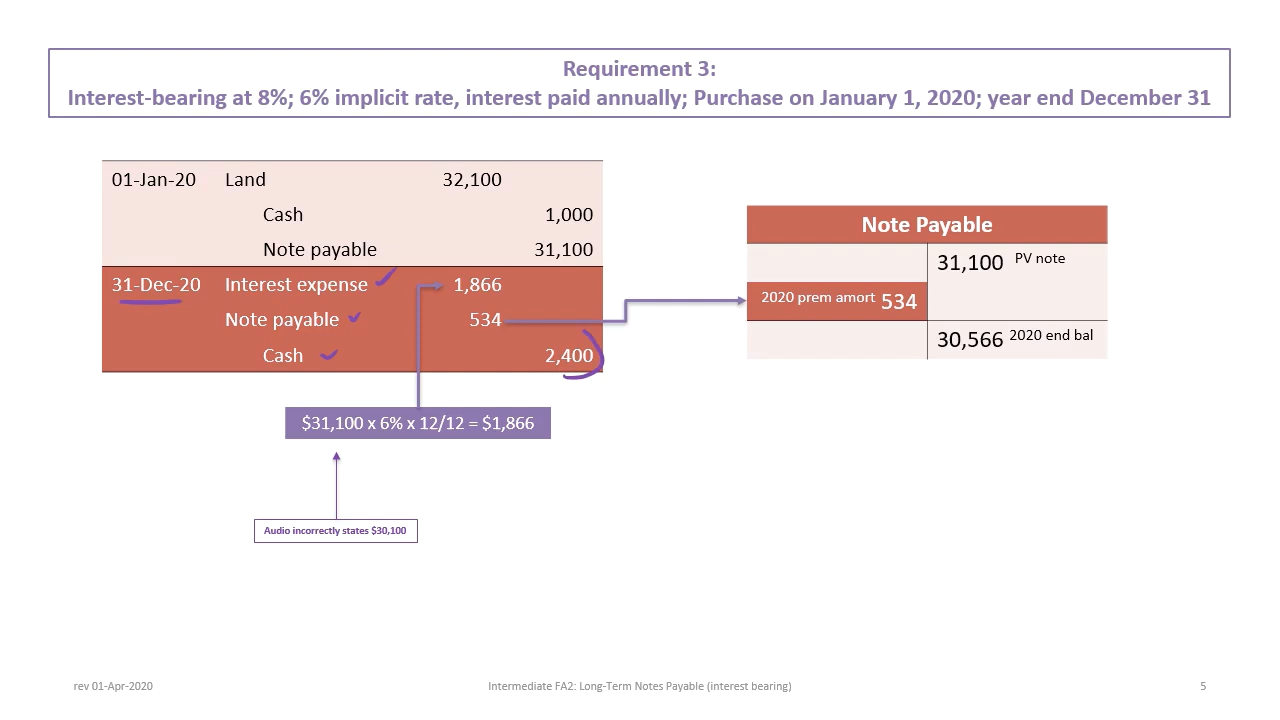 Requirement 3:
Interest-bearing at 8%; 6% implicit rate, interest paid annually; Purchase on January 1, 2020; year end December 31
01-Jan-20 Land 32,100
Cash 1,000
Note payable 31,100
31-Dec-20 Interest expense 1,866
Note payable 534
Cash 2,400
$31,100 x 6% x 12/12 = $1,866
Audio incorrectly states $30,100
Note Payable
31,100 PV note
2020 prem amort 534
30,566 2020 end bal
rev 01-Apr-2020 Intermediate FA2: Long-Term Notes Payable (interest bearing) 5